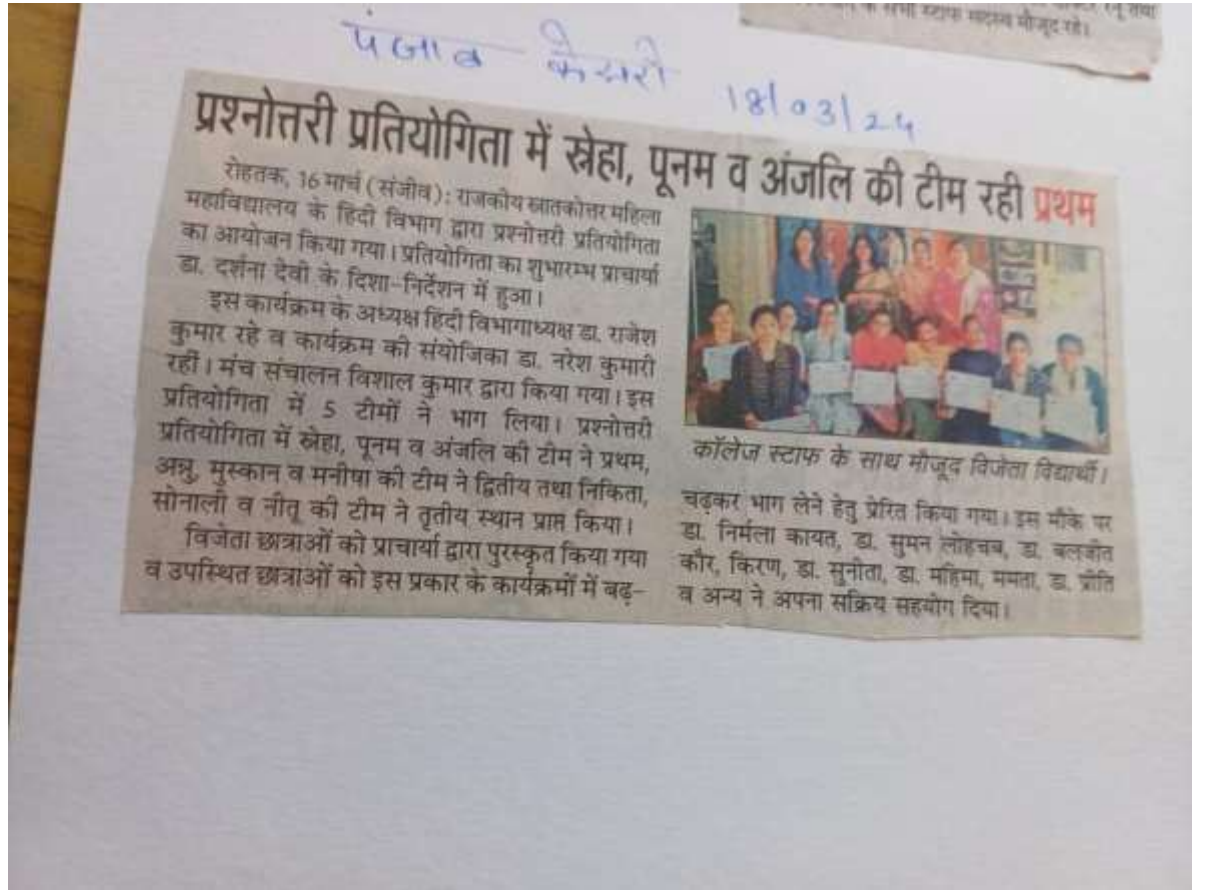 के सभी स्टाफ सदस्य मौजूद रहे।
पंजाब केसरी 18/03/24
प्रश्नोत्तरी प्रतियोगिता में स्नेहा, पूनम व अंजलि की टीम रही प्रथम
रोहतक, 16 मार्च (संजीव): राजकीय स्नातकोत्तर महिला
महाविद्यालय के हिंदी विभाग द्वारा प्रश्नोत्तरी प्रतियोगिता
का आयोजन किया गया। प्रतियोगिता का शुभारम्भ प्राचार्या
डा. दर्शना देवी के दिशा-निर्देशन में हुआ।
इस कार्यक्रम के अध्यक्ष हिंदी विभागाध्यक्ष डा. राजेश
कुमार रहे व कार्यक्रम की संयोजिका डा. नरेश कुमारी
रहीं। मंच संचालन विशाल कुमार द्वारा किया गया। इस
प्रतियोगिता में 5 टीमों ने भाग लिया। प्रश्नोत्तरी
प्रतियोगिता में स्नेहा, पूनम व अंजलि की टीम ने प्रथम,
अन्नु, मुस्कान व मनीषा की टीम ने द्वितीय तथा निकिता,
सोनाली व नीतू की टीम ने तृतीय स्थान प्राप्त किया।
विजेता छात्राओं को प्राचार्या द्वारा पुरस्कृत किया गया
व उपस्थित छात्राओं को इस प्रकार के कार्यक्रमों में बढ़-
कॉलेज स्टाफ के साथ मौजूद विजेता विद्यार्थी।
चढ़कर भाग लेने हेतु प्रेरित किया गया। इस मौके पर
डा. निर्मला कायत, डा. सुमन लोहचब, डा. बलजीत
कौर, किरण, डा. सुनीता, डा. महिमा, ममता, डा. प्रीति
व अन्य ने अपना सक्रिय सहयोग दिया।